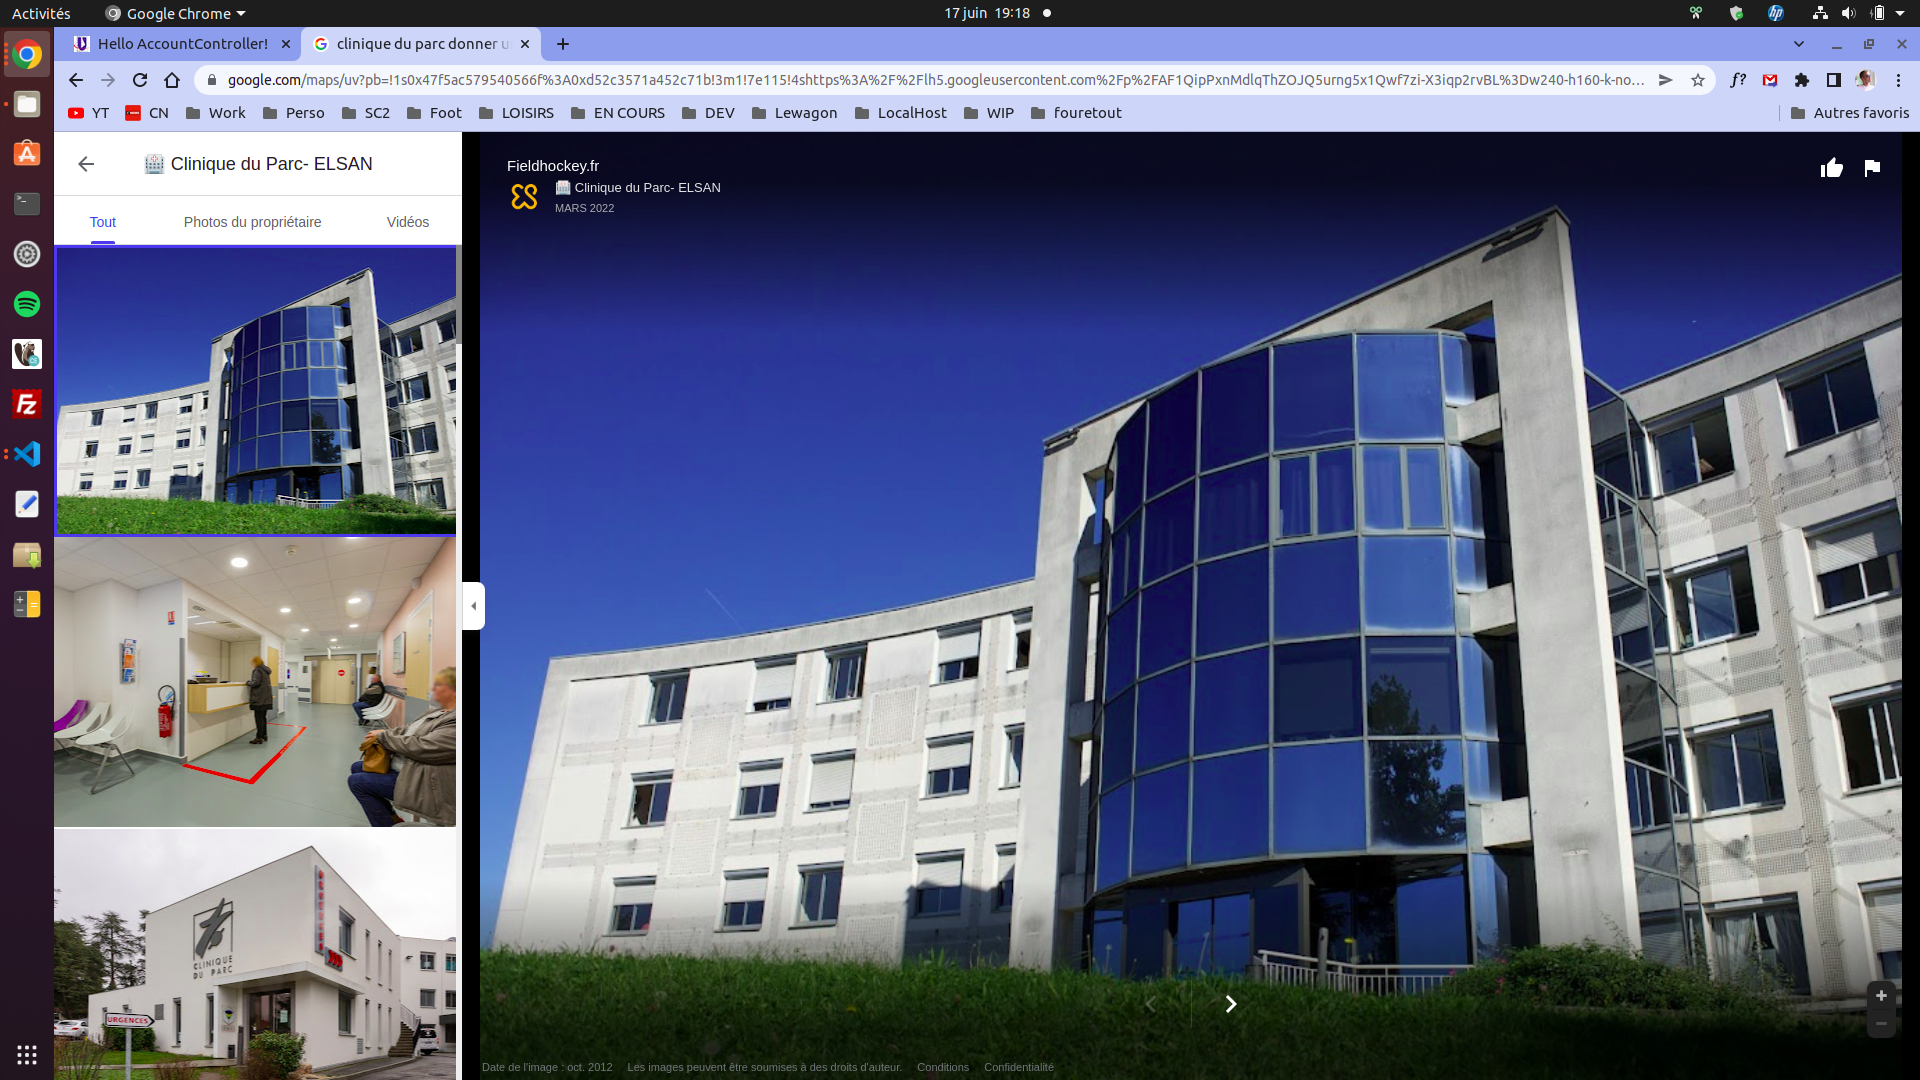 Activités
Google Chrome
17 juin 19:18
Hello AccountController!
clinique du parc donner u
google.com/maps/uv?pb=!1s0x47f5ac579540566f%3A0xd52c3571a452c71b!3m1!7e115!4shttps%3A%2F%2Flh5.googleusercontent.com%2Fp%2FAF1QipPxnMdlqThZOJQ5urng5x1Qwf7zi-X3iqp2rvBL%3Dw240-h160-k-no...
YT
CN
Work
Perso
SC2
Foot
LOISIRS
EN COURS
DEV
Lewagon
LocalHost
WIP
fouretout
Autres favoris
Clinique du Parc- ELSAN
Tout
Photos du propriétaire
Vidéos
Fieldhockey.fr
Clinique du Parc- ELSAN
MARS 2022
CLINIQUE
DU PARC
URGENCES
Date de l'image : oct. 2012
Les images peuvent être soumises à des droits d'auteur.
Conditions
Confidentialité